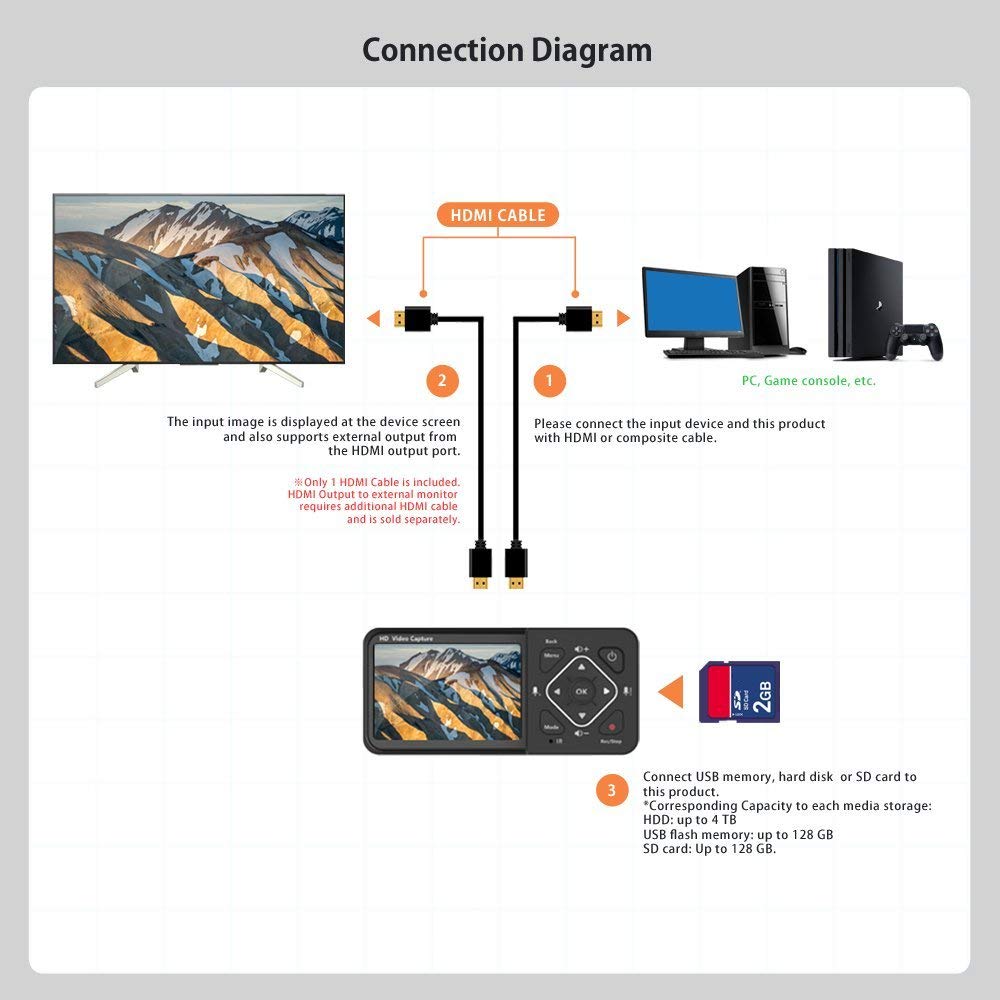 Connection Diagram
HDMI CABLE
2
1
PC, Game console, etc.
The input image is displayed at the device screen
and also supports external output from
the HDMI output port.
Please connect the input device and this product
with HDMI or composite cable.
※Only 1 HDMI Cable is included.
HDMI Output to external monitor
requires additional HDMI cable
and is sold separately.
HD Video Capture
Back
Menu
+
OK
Mode
IR
Rec/Stop
SD Card
LOCK
2GB
3
Connect USB memory, hard disk or SD card to
this product.
*Corresponding Capacity to each media storage:
HDD: up to 4 TB
USB flash memory: up to 128 GB
SD card: Up to 128 GB.